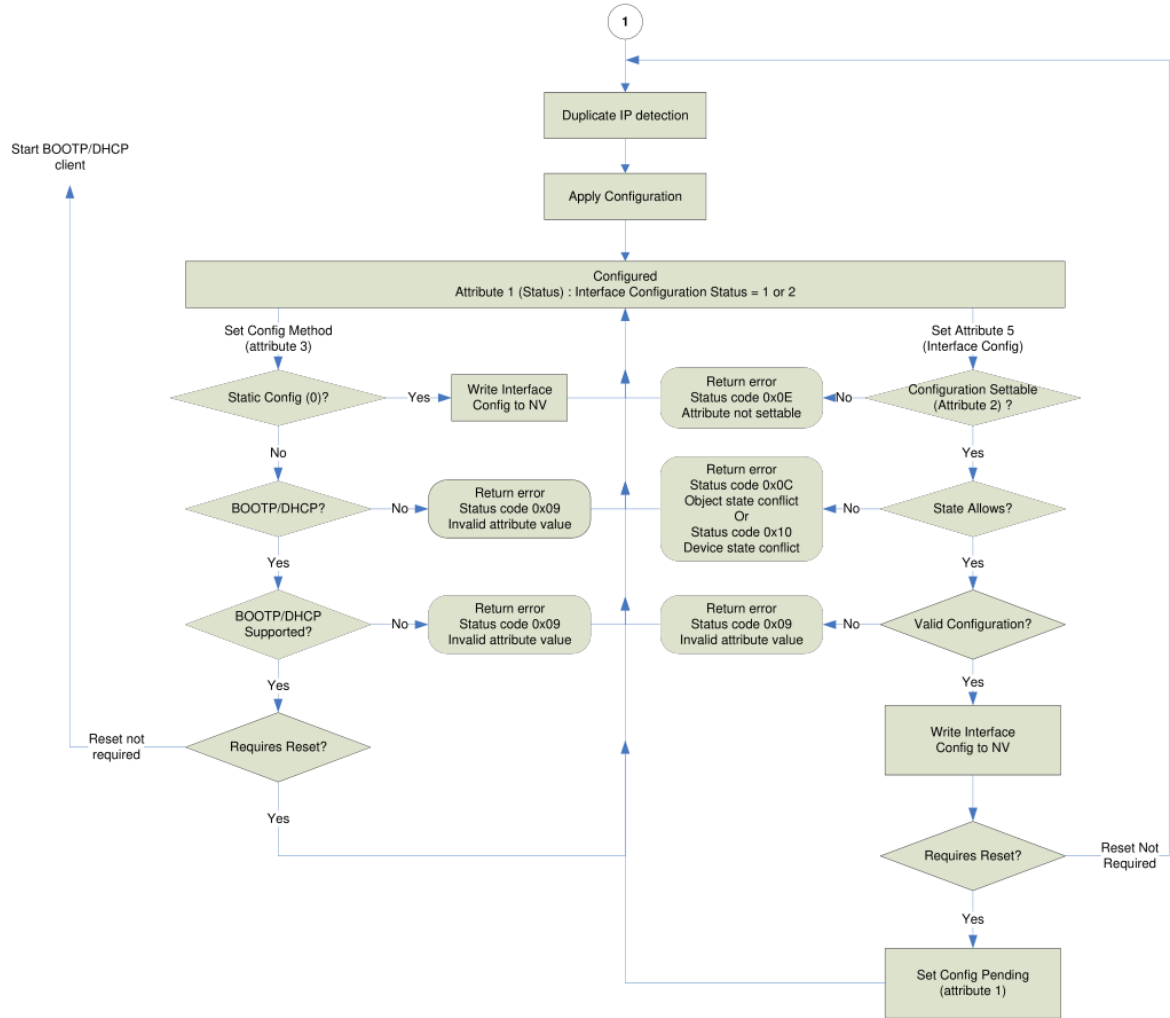 1
Duplicate IP detection
Start BOOTP/DHCP
client
Apply Configuration
Configured
Attribute 1 (Status) : Interface Configuration Status = 1 or 2
Set Config Method
(attribute 3)
Set Attribute 5
(Interface Config)
Static Config (0)?
Yes
Write Interface
Config to NV
Return error
Status code 0x0E
Attribute not settable
No
Configuration Settable
(Attribute 2) ?
No
Yes
BOOTP/DHCP?
No
Return error
Status code 0x09
Invalid attribute value
Return error
Status code 0x0C
Object state conflict
Or
Status code 0x10
Device state conflict
No
State Allows?
Yes
Yes
BOOTP/DHCP
Supported?
No
Return error
Status code 0x09
Invalid attribute value
Return error
Status code 0x09
Invalid attribute value
No
Valid Configuration?
Yes
Yes
Reset not
required
Requires Reset?
Write Interface
Config to NV
Yes
Requires Reset?
Reset Not
Required
Yes
Set Config Pending
(attribute 1)